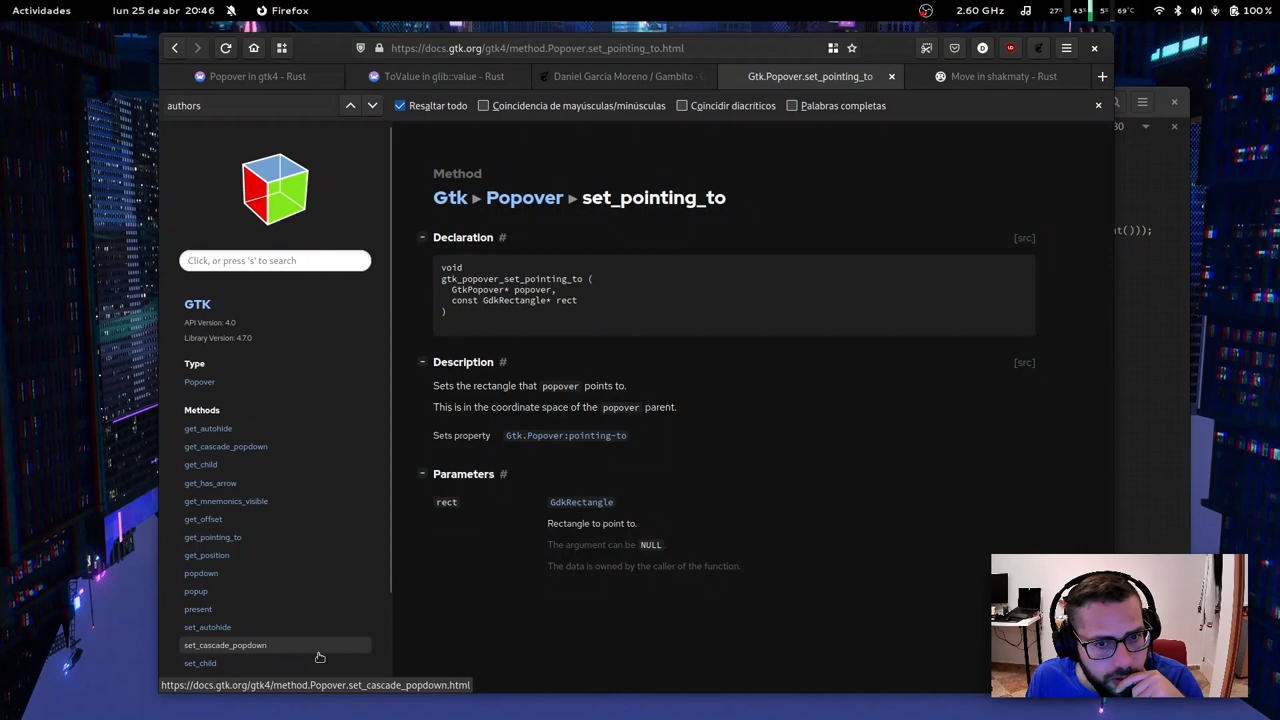 Actividades
lun 25 de abr 20:46
Firefox
2.60 GHz
27%
43%
5%
69°C
100 %
https://docs.gtk.org/gtk4/method.Popover.set_pointing_to.html
Popover in gtk4 - Rust
ToValue in glib::value - Rust
Daniel Garcia Moreno / Gambito ·
Gtk.Popover.set_pointing_to
Move in shakmaty - Rust
authors
Resaltar todo
Coincidencia de mayúsculas/minúsculas
Coincidir diacríticos
Palabras completas
Click, or press 's' to search
GTK
API Version: 4.0
Library Version: 4.7.0
Type
Popover
Methods
get_autohide
get_cascade_popdown
get_child
get_has_arrow
get_mnemonics_visible
get_offset
get_pointing_to
get_position
popdown
popup
present
set_autohide
set_cascade_popdown
set_child
https://docs.gtk.org/gtk4/method.Popover.set_cascade_popdown.html
Method
Gtk ▸ Popover ▸ set_pointing_to
− Declaration #
[src]
void
gtk_popover_set_pointing_to (
GtkPopover* popover,
const GdkRectangle* rect
)
− Description #
[src]
Sets the rectangle that popover points to.
This is in the coordinate space of the popover parent.
Sets property Gtk.Popover:pointing-to
− Parameters #
rect
GdkRectangle
Rectangle to point to.
The argument can be NULL.
The data is owned by the caller of the function.
30
nt()));